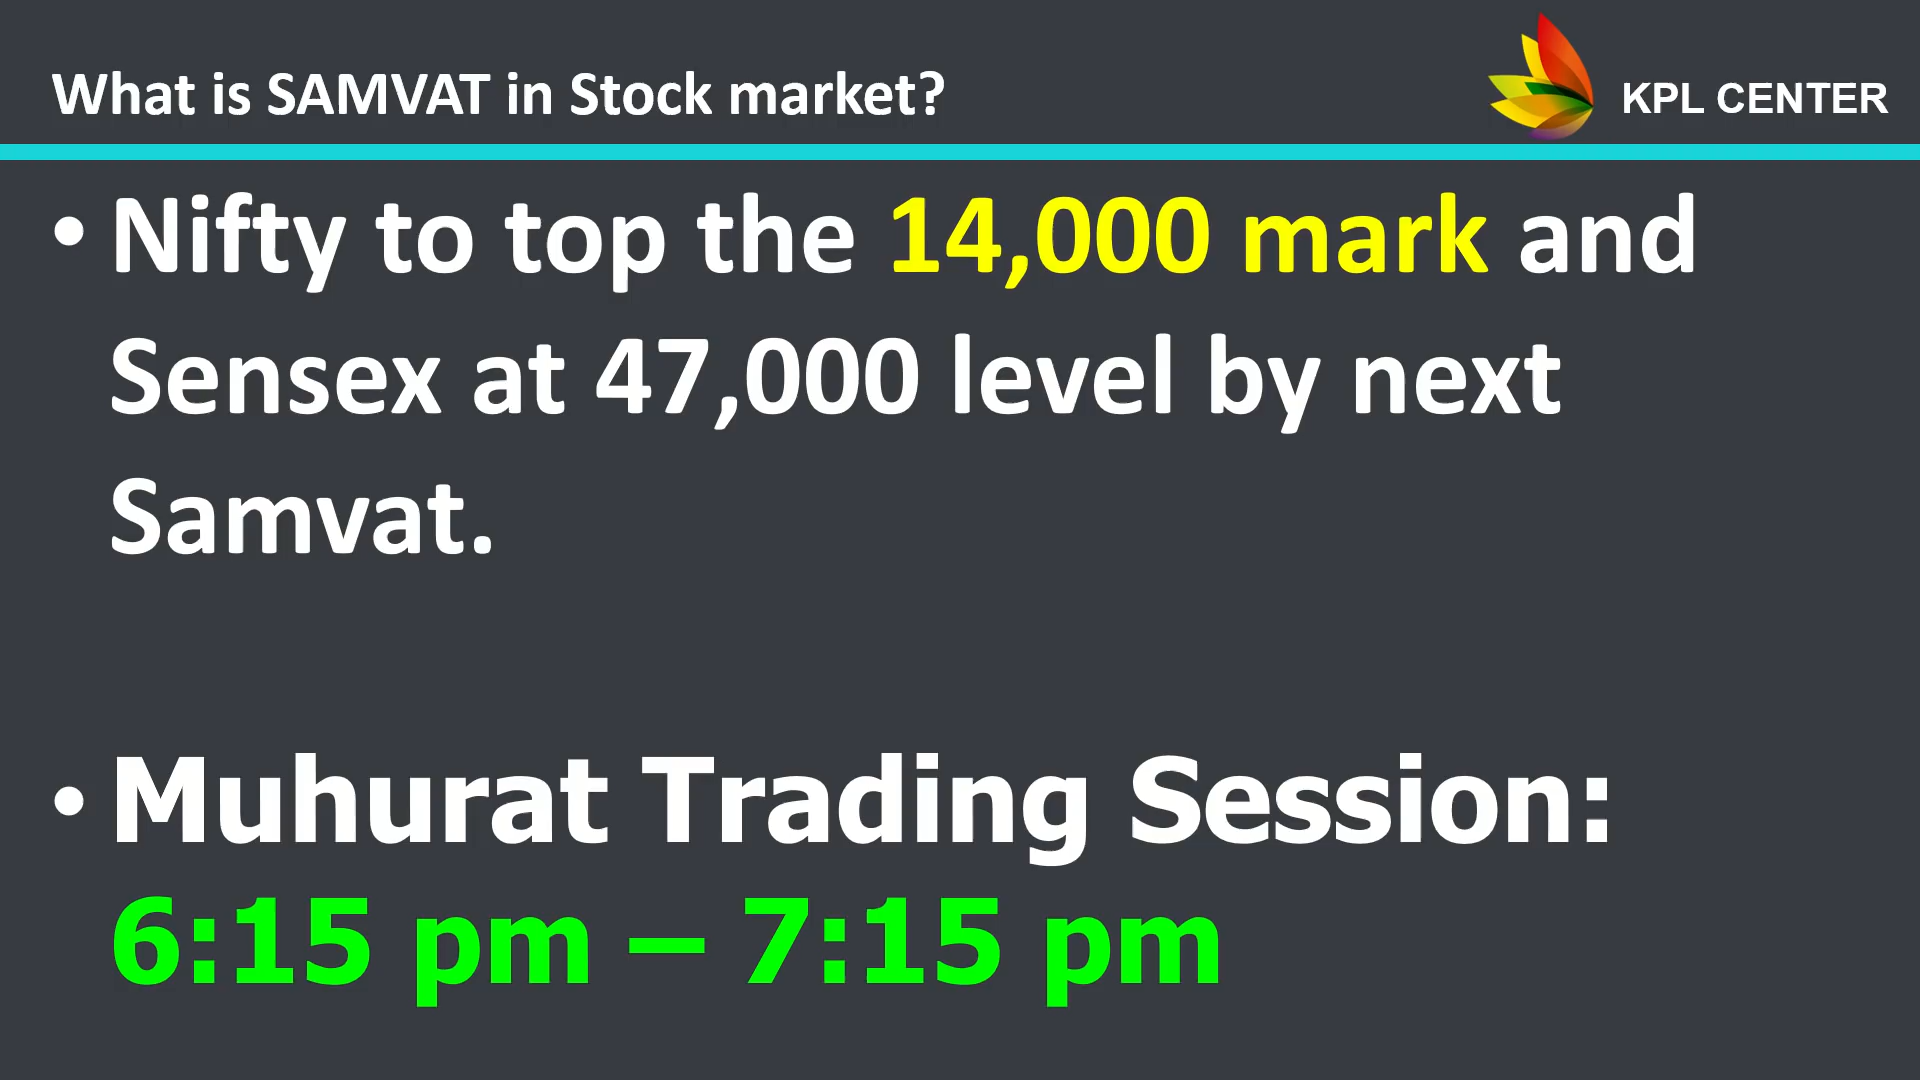 What is SAMVAT in Stock market?
KPL CENTER
• Nifty to top the 14,000 mark and
Sensex at 47,000 level by next
Samvat.
• Muhurat Trading Session:
6:15 pm – 7:15 pm